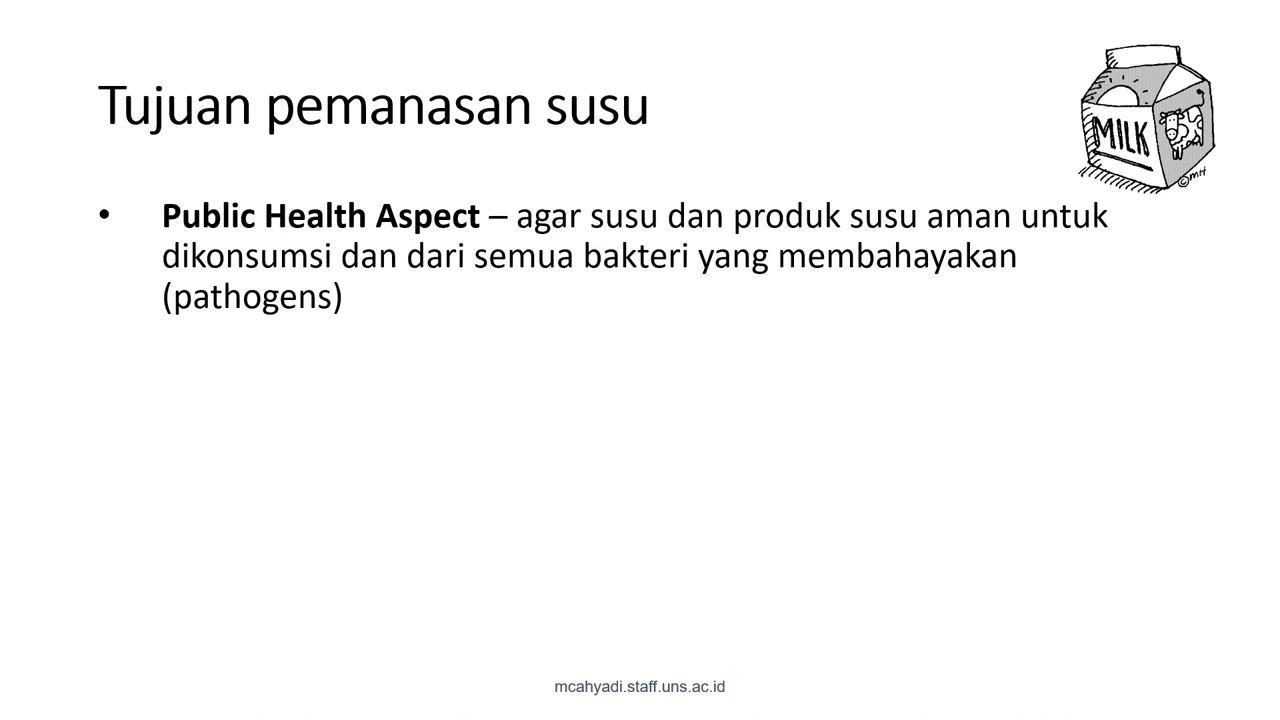 Tujuan pemanasan susu
MILK
©MH
• Public Health Aspect – agar susu dan produk susu aman untuk
dikonsumsi dan dari semua bakteri yang membahayakan
(pathogens)
mcahyadi.staff.uns.ac.id